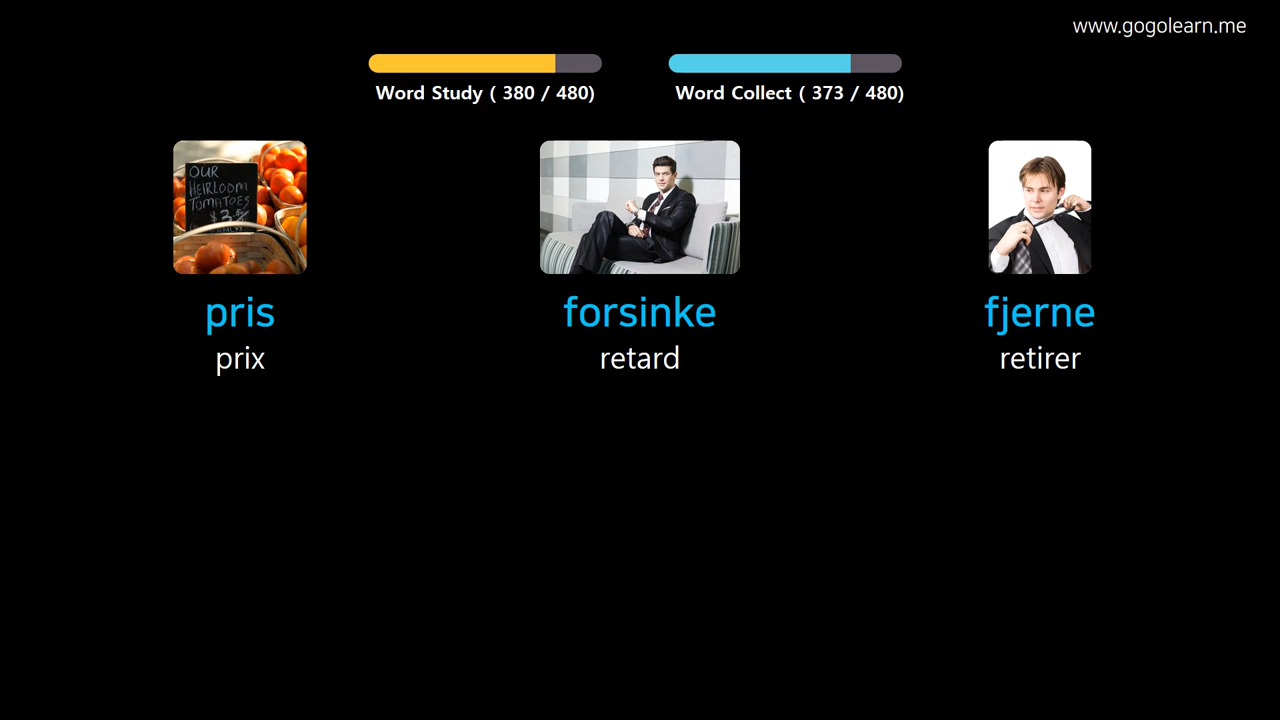 www.gogolearn.me
Word Study ( 380 / 480)
Word Collect ( 373 / 480)
OUR
HEIRLOOM
TOMATOES
pris
forsinke
fjerne
prix
retard
retirer